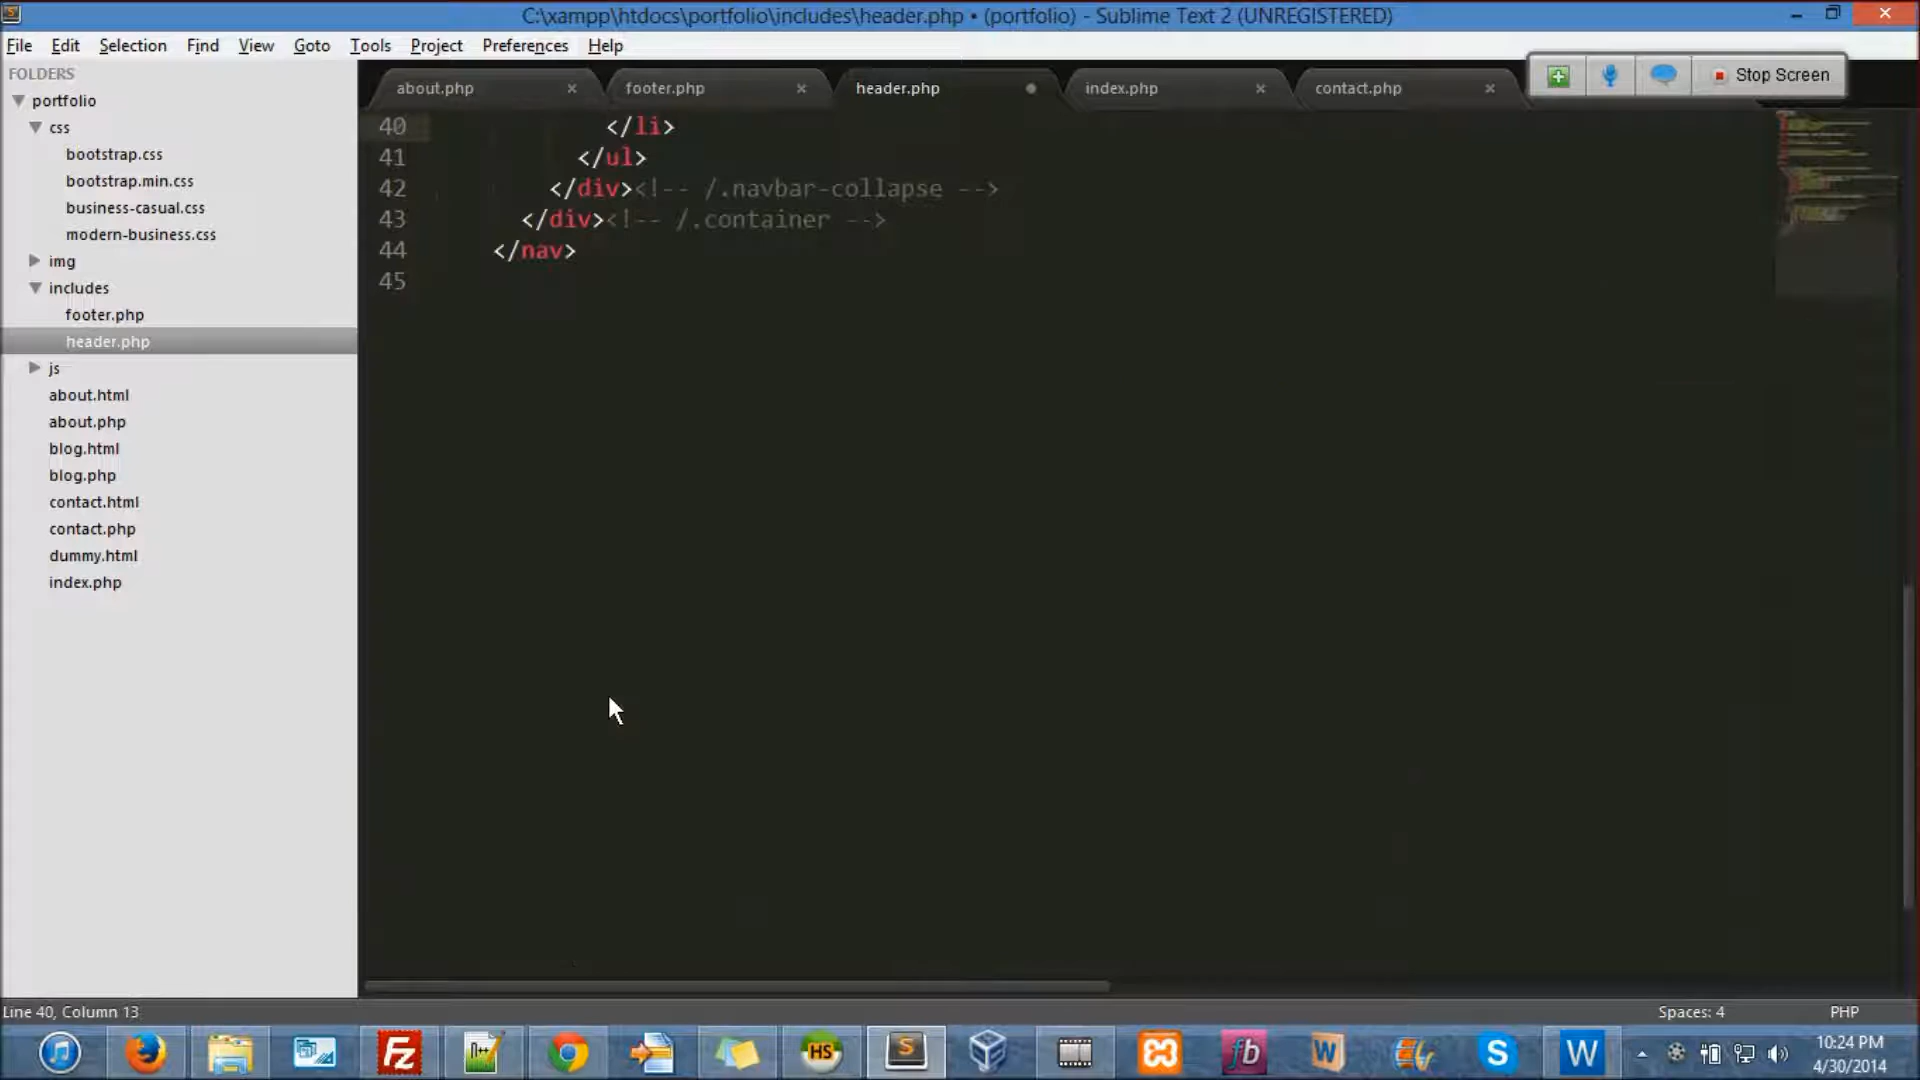 C:\xampp\htdocs\portfolio\includes\header.php • (portfolio) - Sublime Text 2 (UNREGISTERED)
File Edit Selection Find View Goto Tools Project Preferences Help
Stop Screen
FOLDERS
portfolio
css
bootstrap.css
bootstrap.min.css
business-casual.css
modern-business.css
img
includes
footer.php
header.php
js
about.html
about.php
blog.html
blog.php
contact.html
contact.php
dummy.html
index.php
about.php × footer.php × header.php index.php × contact.php ×
40 </li>
41 </ul>
42 </div><!-- /.navbar-collapse -->
43 </div><!-- /.container -->
44 </nav>
45
Line 40, Column 13
Spaces: 4 PHP
FZ n++ HS S fb W S W
10:24 PM
4/30/2014